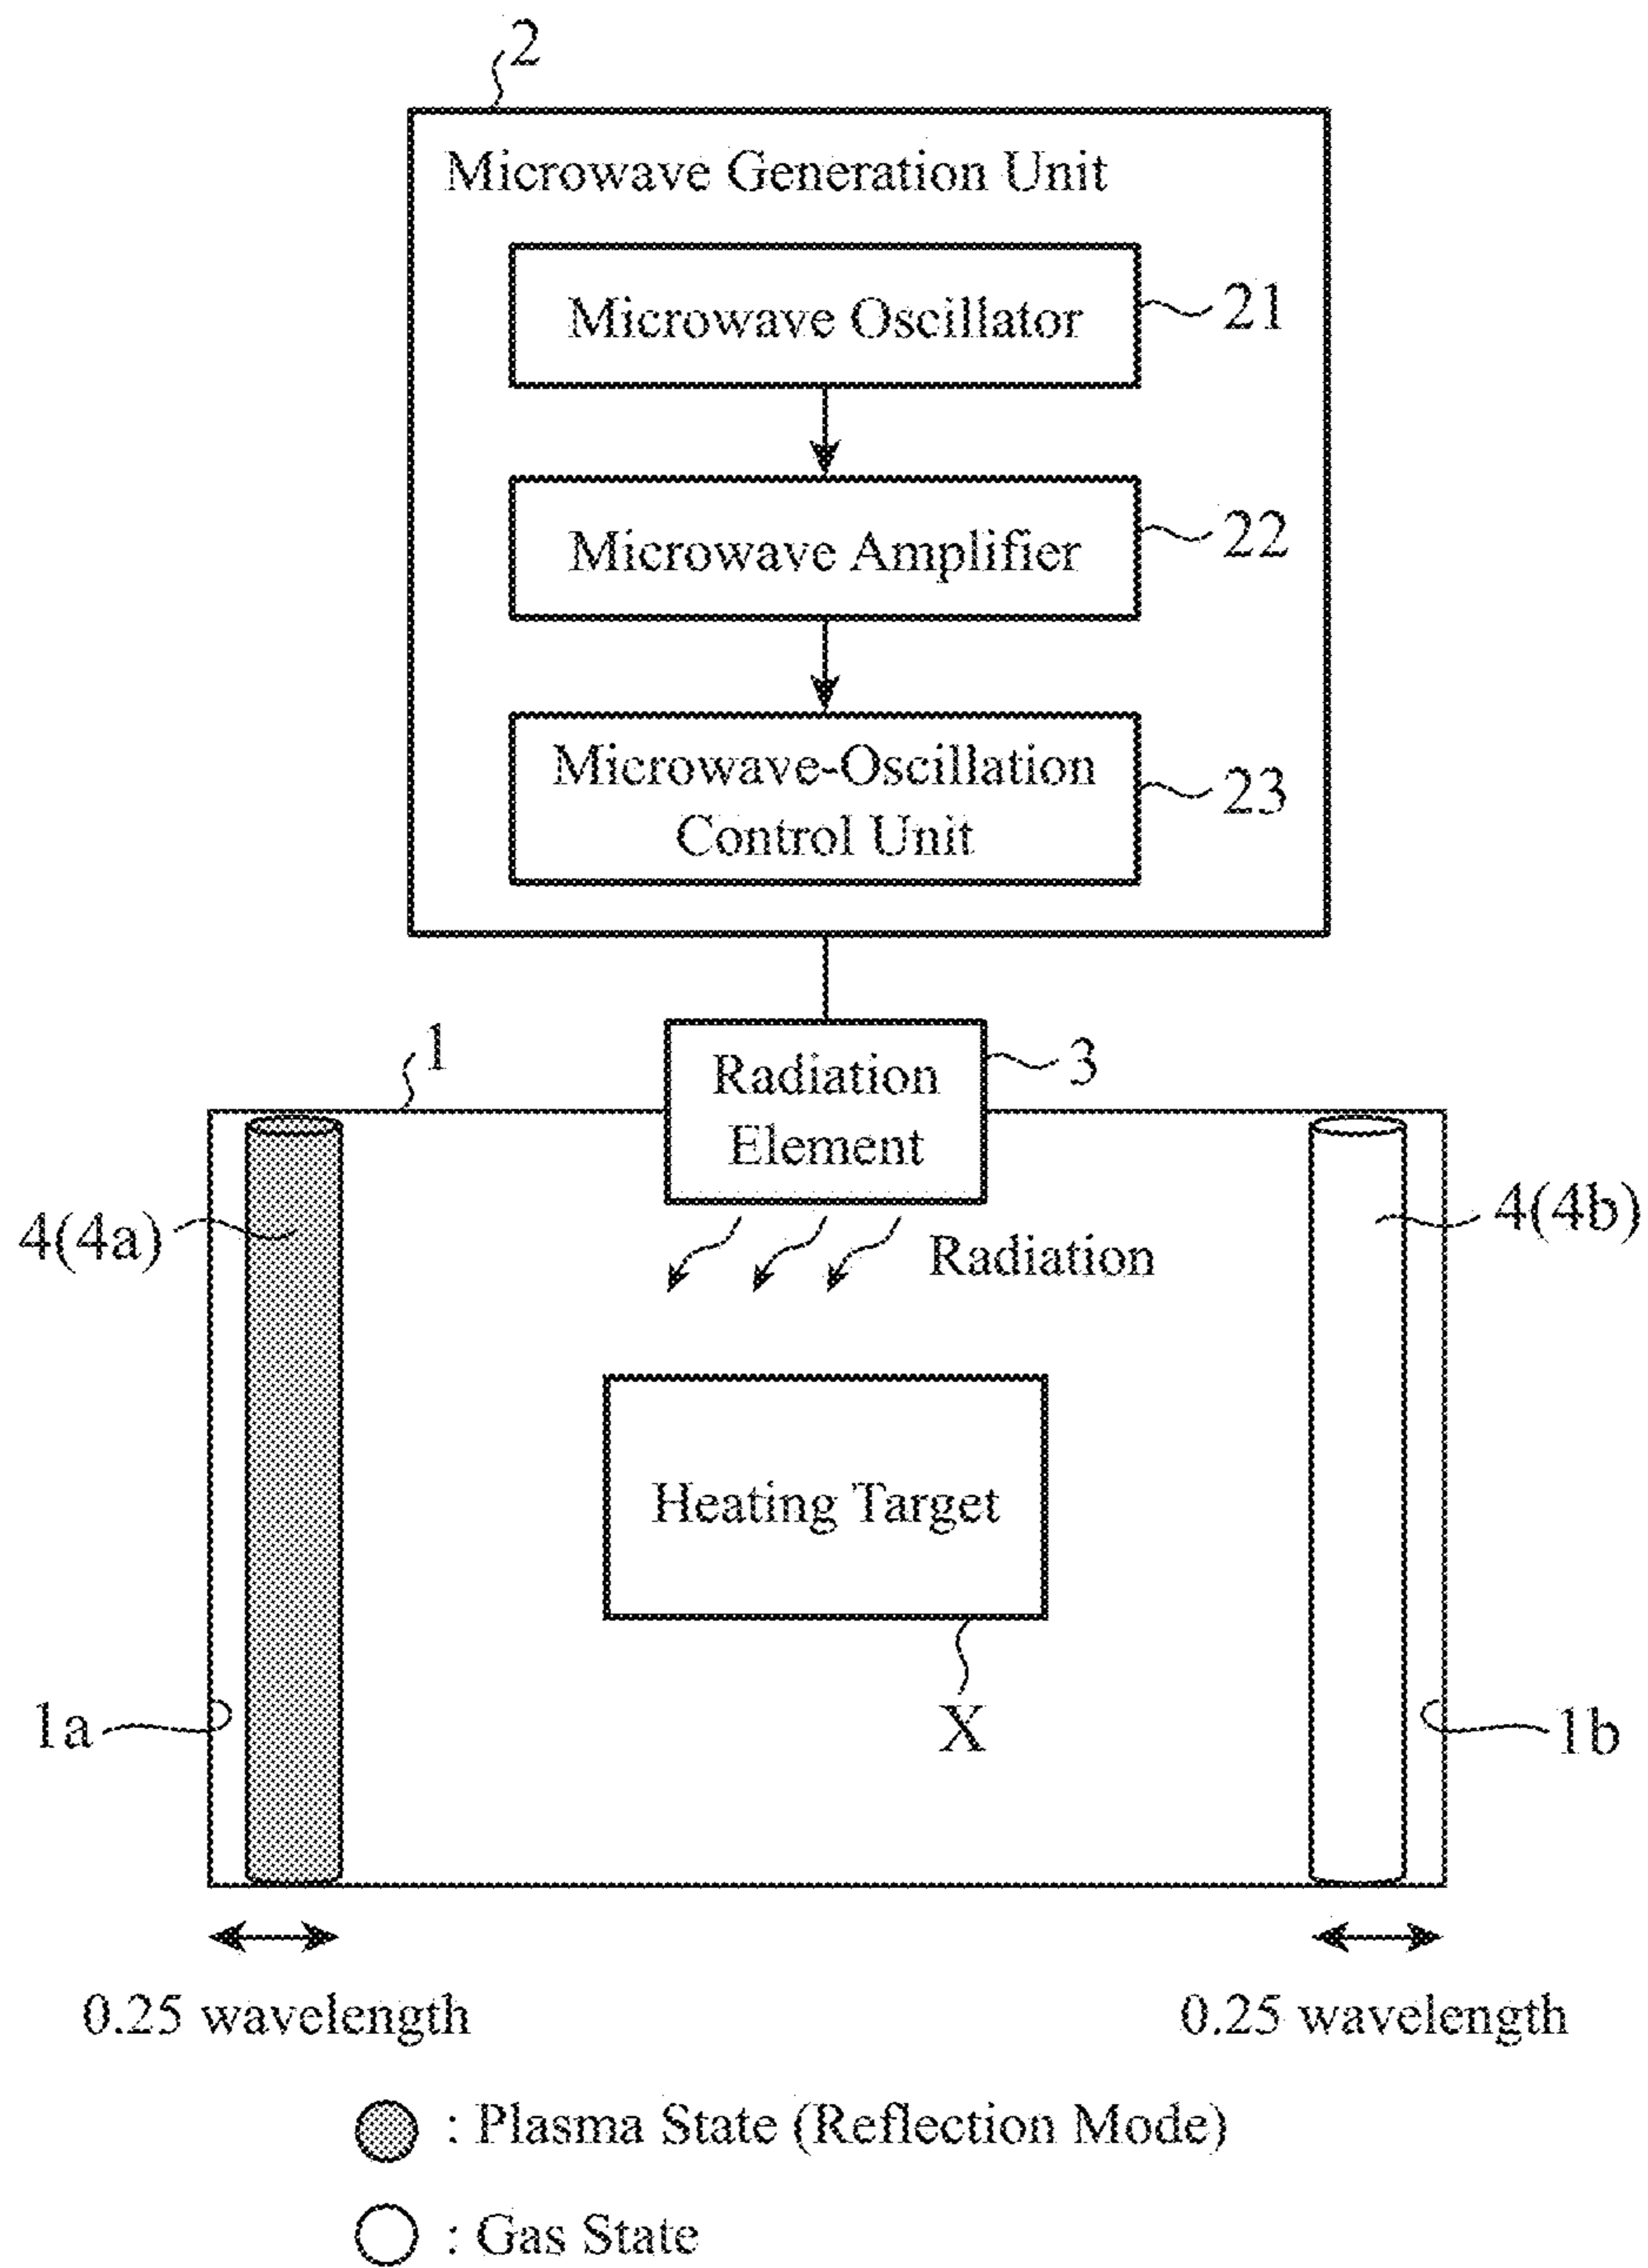 2
Microwave Generation Unit
Microwave Oscillator
21
Microwave Amplifier
22
Microwave-Oscillation
Control Unit
23
1
Radiation
Element
3
4(4a)
Radiation
4(4b)
Heating Target
1a
X
1b
0.25 wavelength
0.25 wavelength
: Plasma State (Reflection Mode)
: Gas State